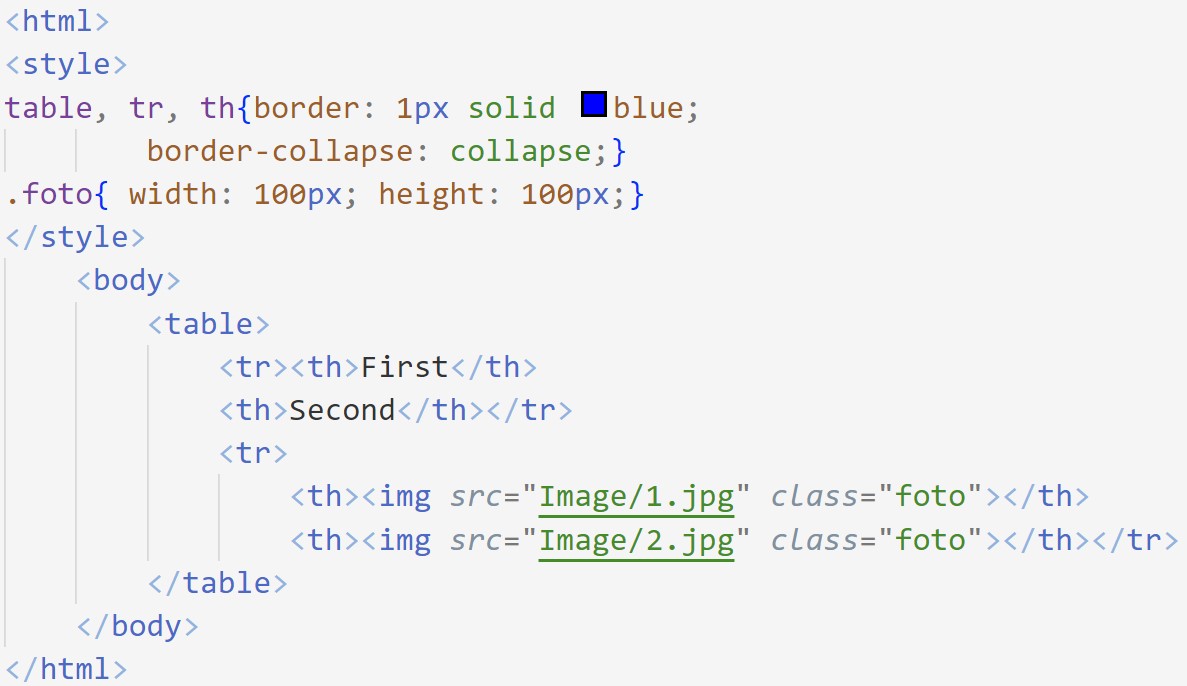 <html>
<style>
table, tr, th{border: 1px solid blue;
        border-collapse: collapse;}
.foto{ width: 100px; height: 100px;}
</style>
    <body>
        <table>
            <tr><th>First</th>
            <th>Second</th></tr>
            <tr>
                <th><img src="Image/1.jpg" class="foto"></th>
                <th><img src="Image/2.jpg" class="foto"></th></tr>
        </table>
    </body>
</html>